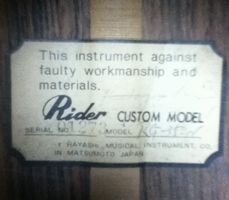 This instrument against
faulty workmanship and
materials.
Rider CUSTOM MODEL
SERIAL NO. MODEL
HAYASHI MUSICAL INSTRUMENT. CO.
IN MATSUMOTO JAPAN